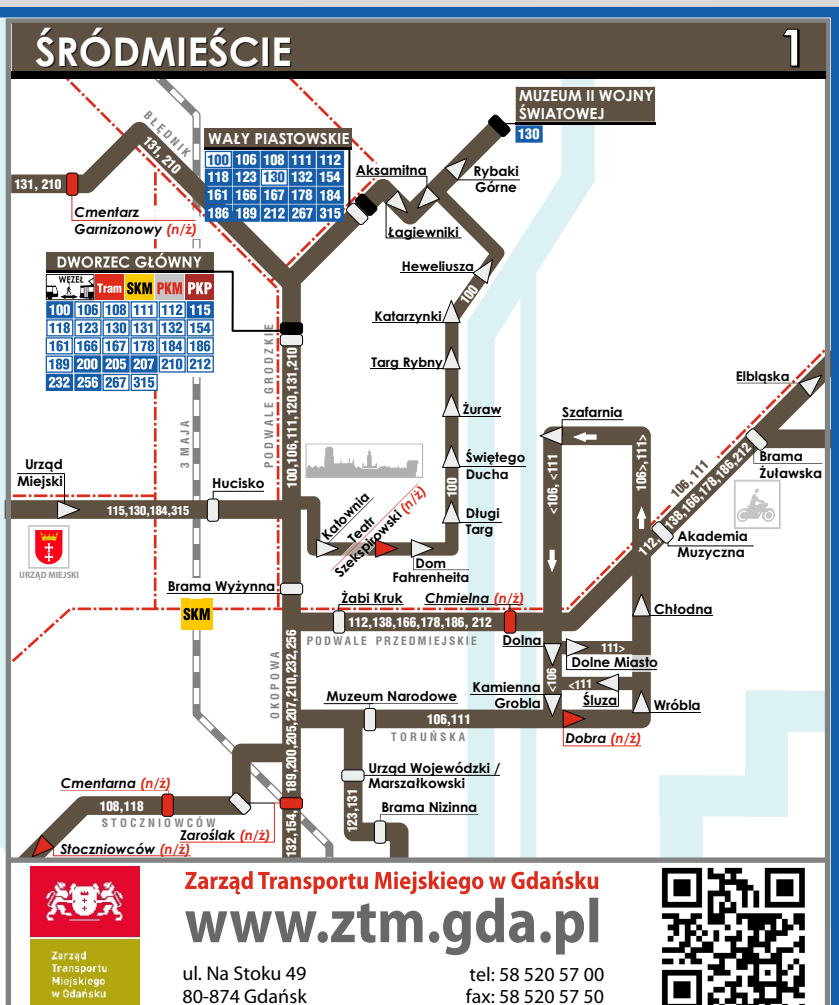 ŚRÓDMIEŚCIE
1
MUZEUM II WOJNY
ŚWIATOWEJ
130
BŁĘDNIK
131, 210
WAŁY PIASTOWSKIE
100 106 108 111 112
118 123 130 132 154
161 166 167 178 184
186 189 212 267 315
Aksamitna
Rybaki
Górne
131, 210
Cmentarz
Garnizonowy (n/ż)
Łagiewniki
DWORZEC GŁÓWNY
WĘZEŁ
Tram SKM PKM PKP
100 106 108 111 112 115
118 123 130 131 132 154
161 166 167 178 184 186
189 200 205 207 210 212
232 256 267 315
Heweliusza
100
Katarzynki
PODWALE GRODZKIE
100,106,111,120,131,210
Targ Rybny
Elbląska
3 MAJA
Żuraw
Szafarnia
Urząd
Miejski
Hucisko
Świętego
Ducha
<106, <111
106>,111>
106, 111
112,138,166,178,186,212
Brama
Żuławska
100
115,130,184,315
Katownia
Teatr
Szekspirowski (n/ż)
Długi
Targ
Akademia
Muzyczna
URZĄD MIEJSKI
Dom
Fahrenheita
Brama Wyżynna
SKM
Żabi Kruk
Chmielna (n/ż)
Chłodna
112,138,166,178,186, 212
PODWALE PRZEDMIEJSKIE
Dolna
111>
Dolne Miasto
OKOPOWA
132,154, 189,200,205,207,210,232,256
<106
Kamienna
Grobla
<111
Śluza
Muzeum Narodowe
Wróbla
106,111
TORUŃSKA
Dobra (n/ż)
Urząd Wojewódzki /
Marszałkowski
Cmentarna (n/ż)
123,131
Brama Nizinna
108,118
STOCZNIOWCÓW
Zaroślak (n/ż)
Stoczniowców (n/ż)
Zarząd Transportu Miejskiego w Gdańsku
www.ztm.gda.pl
Zarząd
Transportu
Miejskiego
w Gdańsku
ul. Na Stoku 49
80-874 Gdańsk
tel: 58 520 57 00
fax: 58 520 57 50